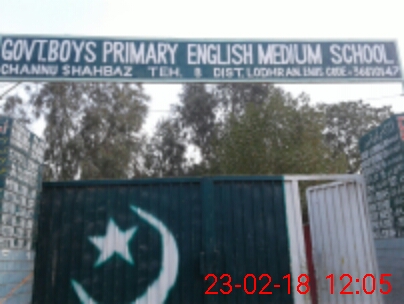 GOVT.BOYS PRIMARY ENGLISH MEDIUM SCHOOL.
CHANNU SHAHBAZ TEH. & DIST. LODHRAN. EMIS. CODE=36620147
23-02-18 12:05